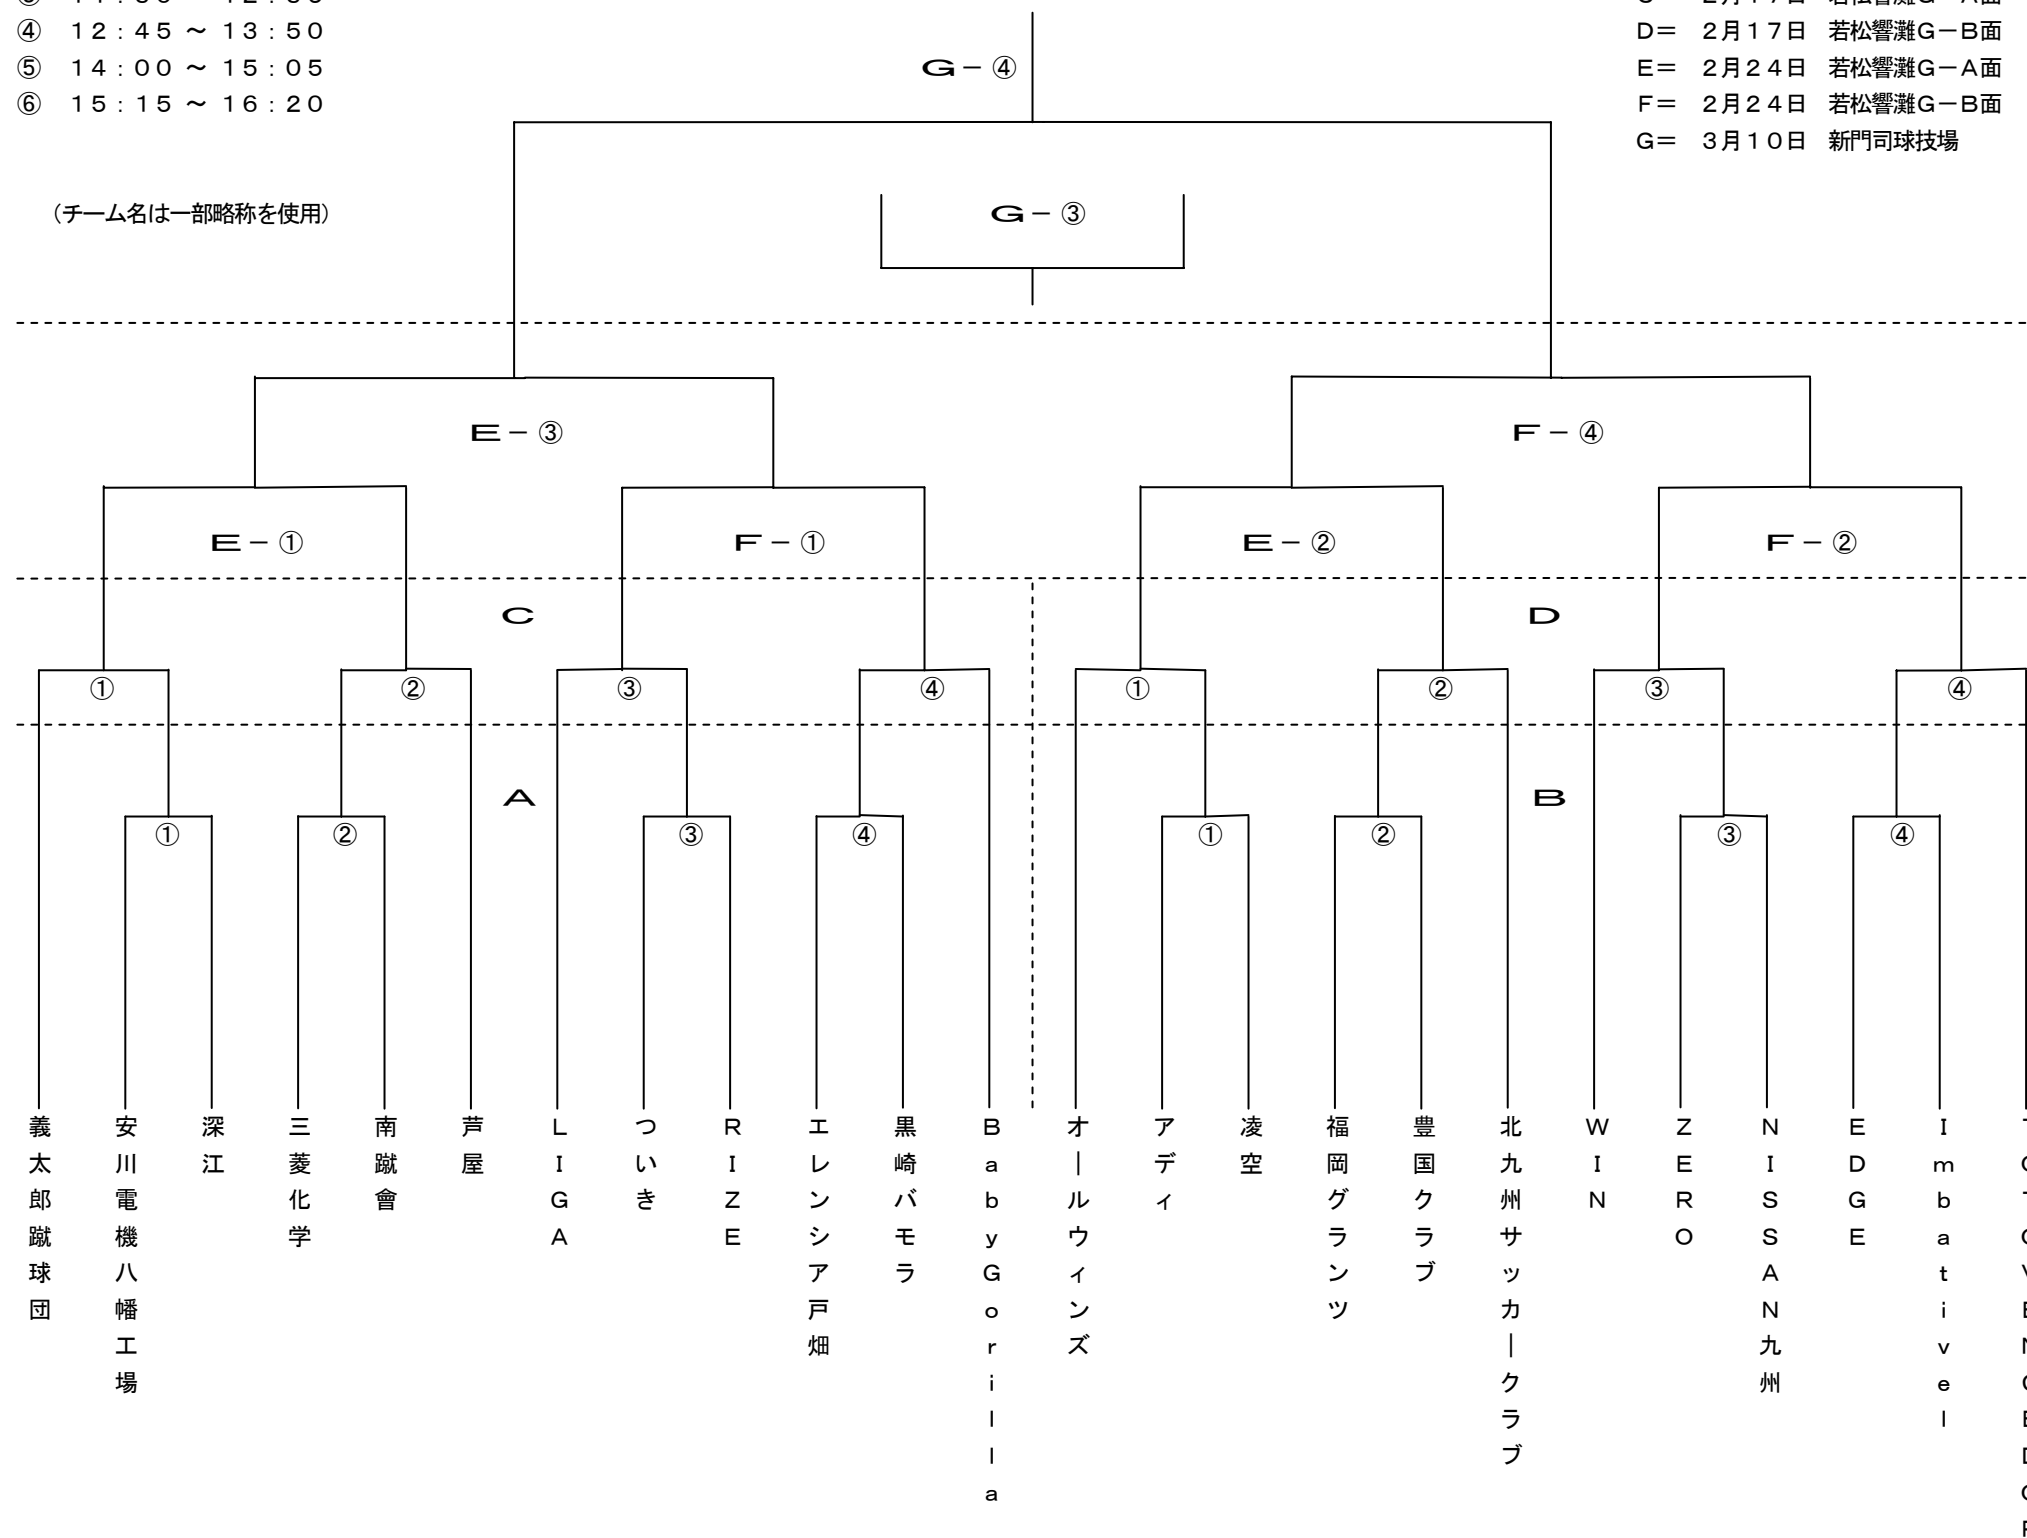 ④ １２：４５ ～ １３：５０
⑤ １４：００ ～ １５：０５
⑥ １５：１５ ～ １６：２０
D＝ ２月１７日 若松響灘G－B面
E＝ ２月２４日 若松響灘G－A面
F＝ ２月２４日 若松響灘G－B面
G＝ ３月１０日 新門司球技場
（チーム名は一部略称を使用）
G－④
G－③
E－③
F－④
E－①
F－①
E－②
F－②
C
D
①
②
③
④
①
②
③
④
A
B
①
②
③
④
①
②
③
④
義太郎蹴球団
安川電機八幡工場
深江
三菱化学
南蹴會
芦屋
LIGA
ついき
RIZE
エレンシア戸畑
黒崎バモラ
BabyGorilla
オールウィンズ
アディ
凌空
福岡グランツ
豊国クラブ
北九州サッカークラブ
WIN
ZERO
NISSAN九州
EDGE
Imbativel